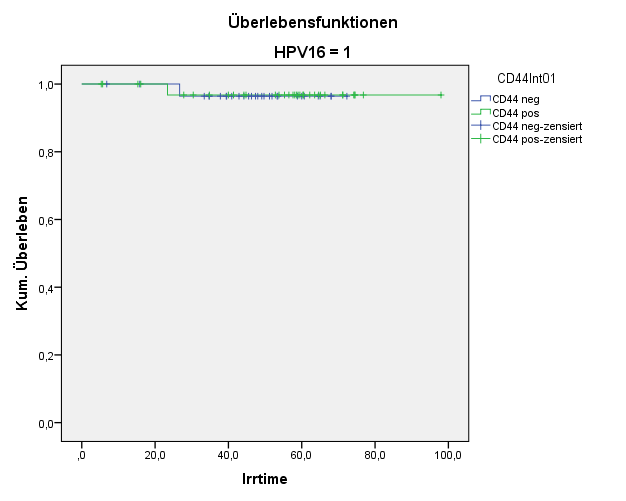 Überlebensfunktionen
HPV16 = 1
CD44Int01
CD44 neg
CD44 pos
CD44 neg-zensiert
CD44 pos-zensiert
Kum. Überleben
1,0
0,8
0,6
0,4
0,2
0,0
,0 20,0 40,0 60,0 80,0 100,0
lrrtime